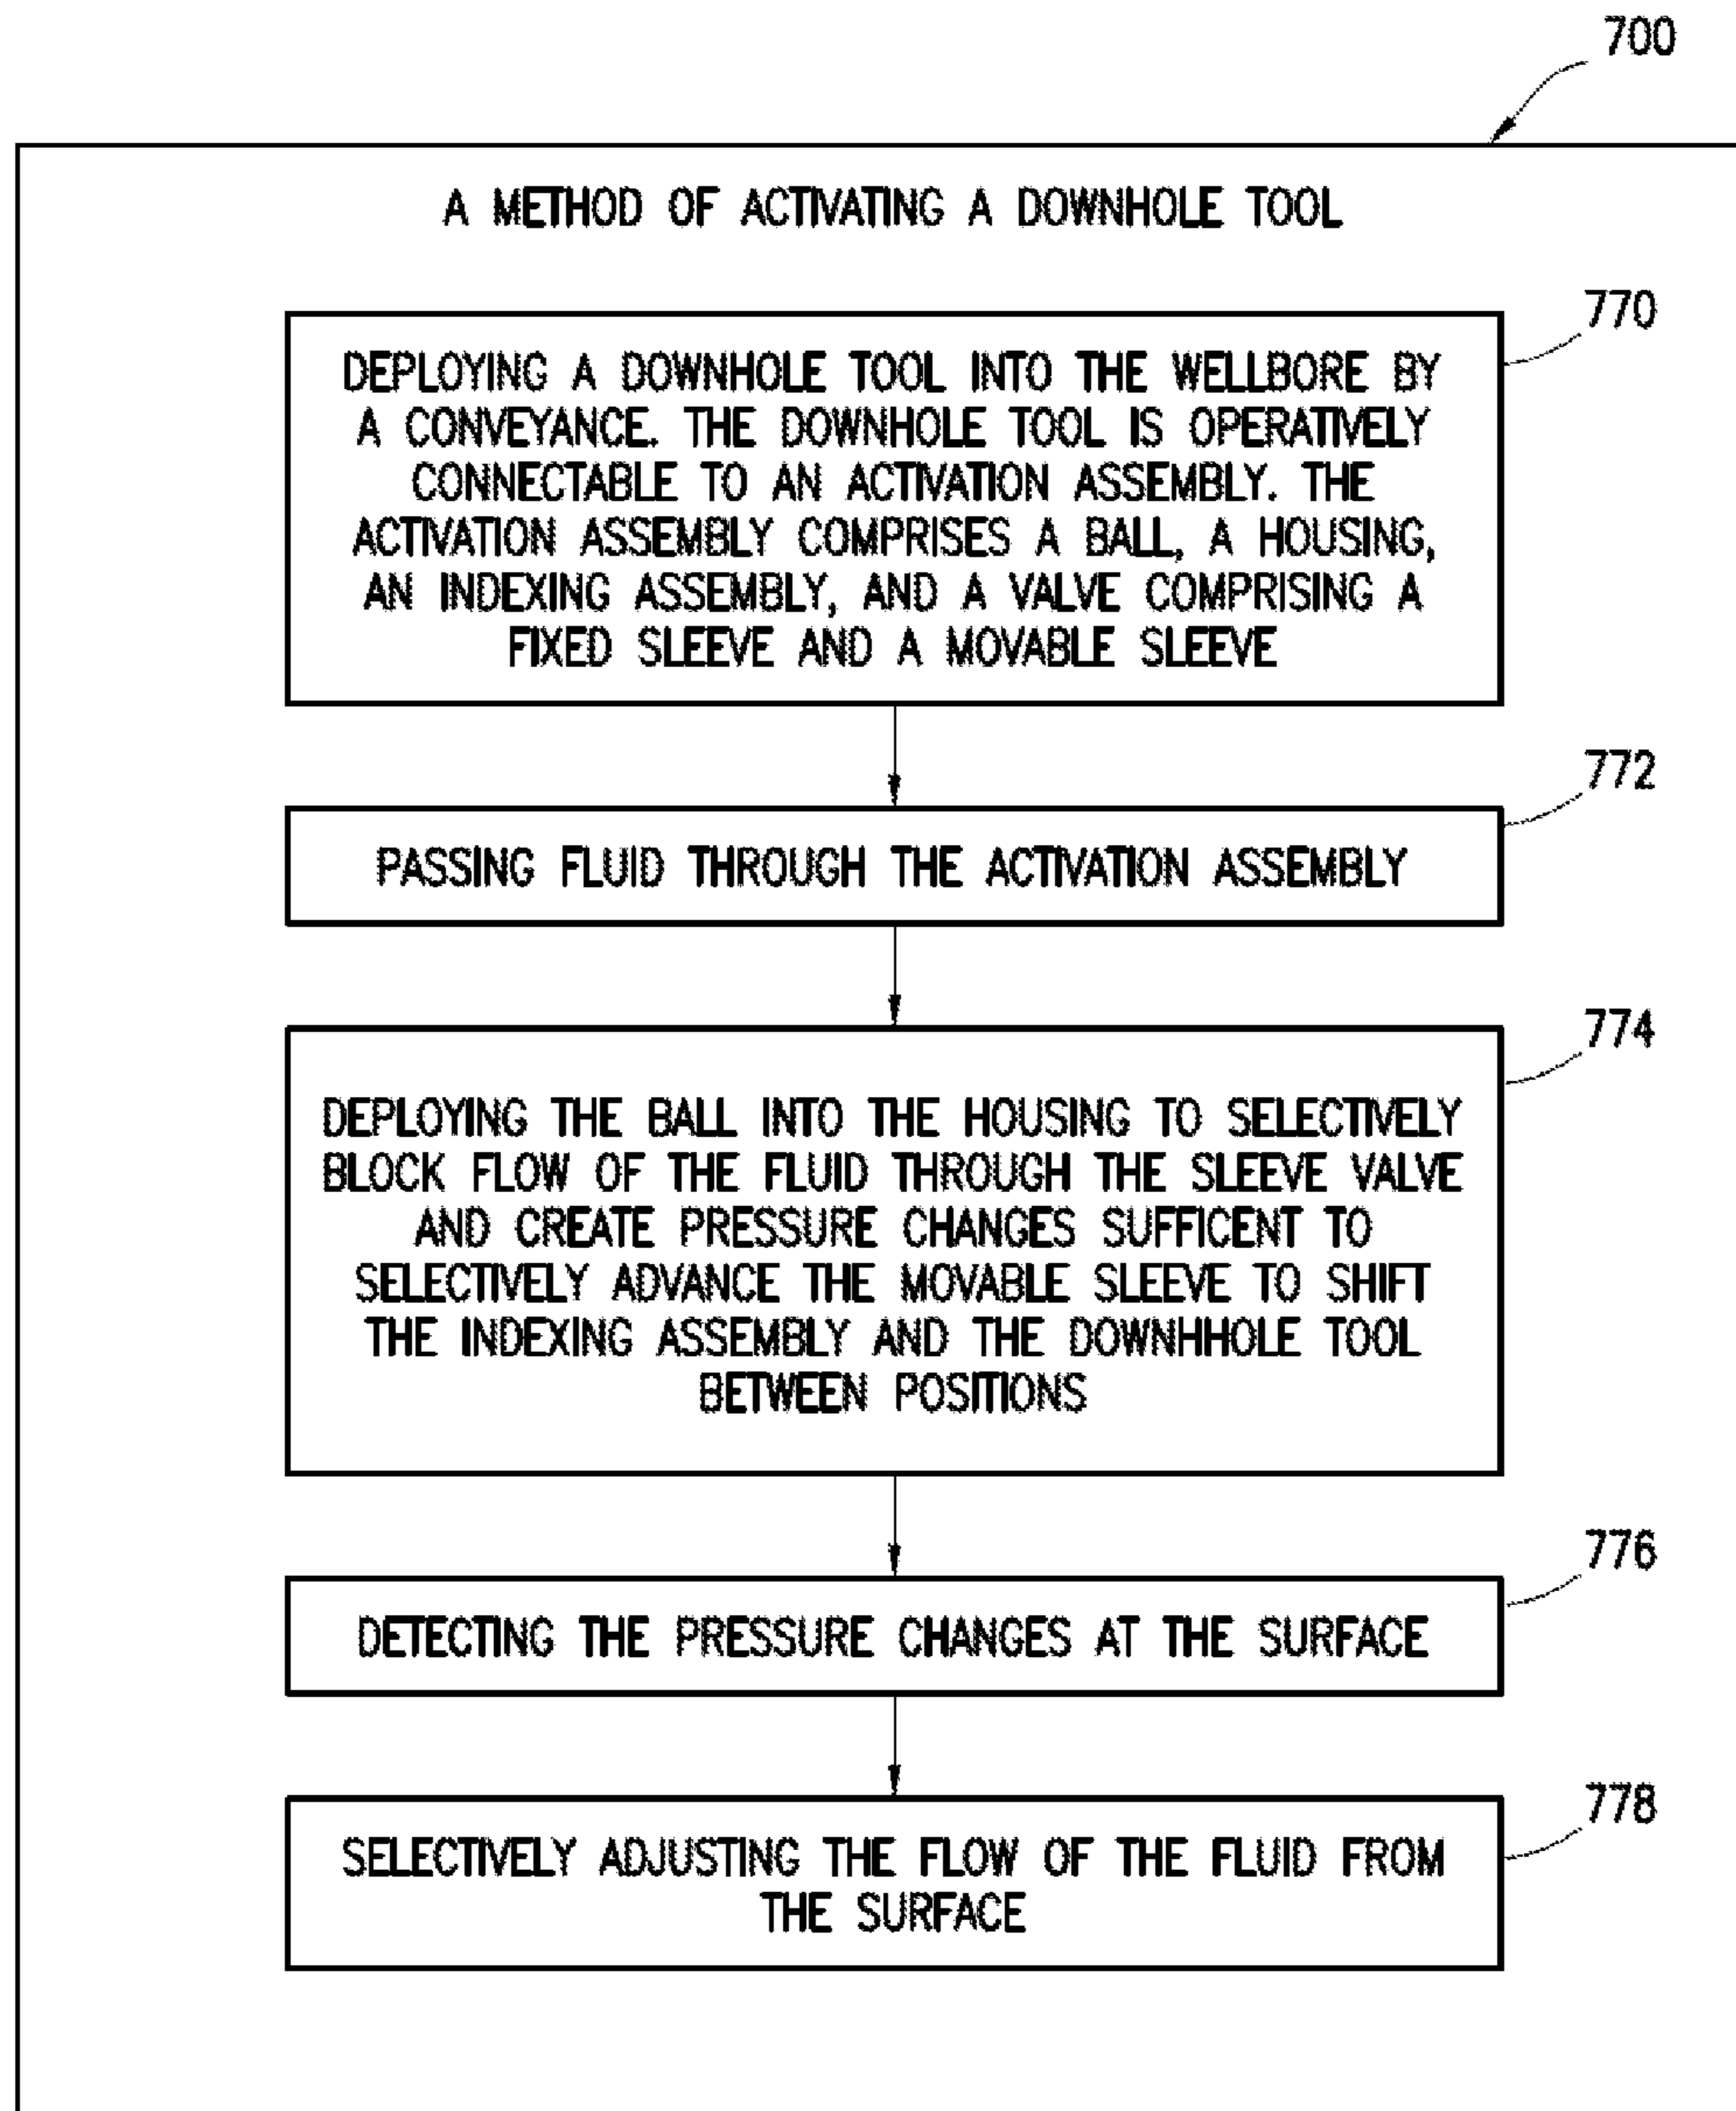 700
A METHOD OF ACTIVATING A DOWNHOLE TOOL
770
DEPLOYING A DOWNHOLE TOOL INTO THE WELLBORE BY
A CONVEYANCE. THE DOWNHOLE TOOL IS OPERATIVELY
CONNECTABLE TO AN ACTIVATION ASSEMBLY. THE
ACTIVATION ASSEMBLY COMPRISES A BALL, A HOUSING,
AN INDEXING ASSEMBLY, AND A VALVE COMPRISING A
FIXED SLEEVE AND A MOVABLE SLEEVE
772
PASSING FLUID THROUGH THE ACTIVATION ASSEMBLY
774
DEPLOYING THE BALL INTO THE HOUSING TO SELECTIVELY
BLOCK FLOW OF THE FLUID THROUGH THE SLEEVE VALVE
AND CREATE PRESSURE CHANGES SUFFICENT TO
SELECTIVELY ADVANCE THE MOVABLE SLEEVE TO SHIFT
THE INDEXING ASSEMBLY AND THE DOWNHHOLE TOOL
BETWEEN POSITIONS
776
DETECTING THE PRESSURE CHANGES AT THE SURFACE
778
SELECTIVELY ADJUSTING THE FLOW OF THE FLUID FROM
THE SURFACE